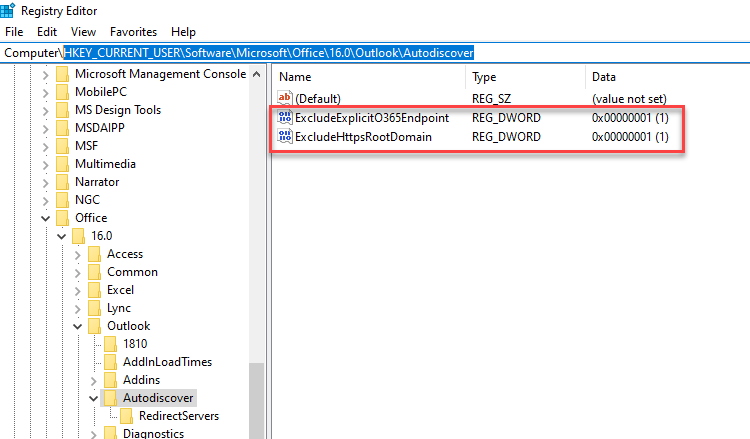 Registry Editor
File Edit View Favorites Help
Computer\HKEY_CURRENT_USER\Software\Microsoft\Office\16.0\Outlook\Autodiscover
Microsoft Management Console
MobilePC
MS Design Tools
MSDAIPP
MSF
Multimedia
Narrator
NGC
Office
16.0
Access
Common
Excel
Lync
Outlook
1810
AddInLoadTimes
Addins
Autodiscover
RedirectServers
Diagnostics
Name Type Data
ab (Default) REG_SZ (value not set)
ExcludeExplicitO365Endpoint REG_DWORD 0x00000001 (1)
ExcludeHttpsRootDomain REG_DWORD 0x00000001 (1)